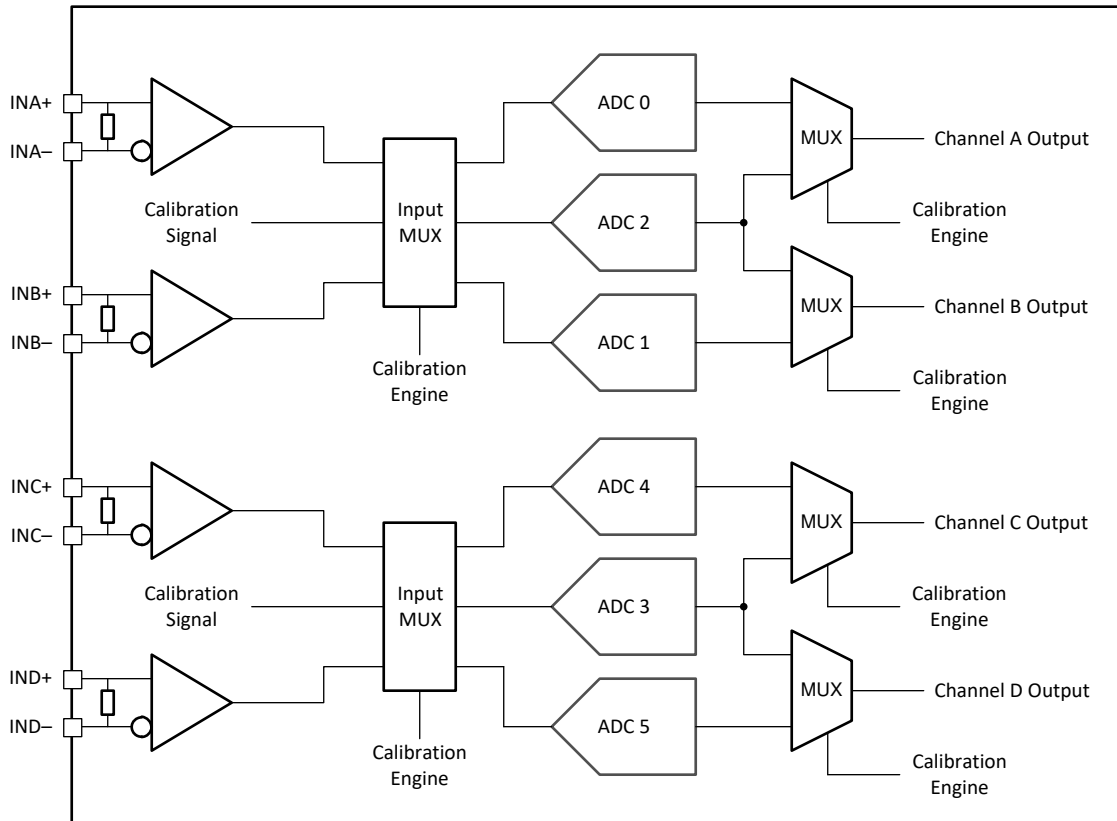 INA+
INA–
ADC 0
MUX
Channel A Output
Calibration
Signal
Input
MUX
ADC 2
Calibration
Engine
INB+
INB–
ADC 1
MUX
Channel B Output
Calibration
Engine
Calibration
Engine
INC+
INC–
ADC 4
MUX
Channel C Output
Calibration
Signal
Input
MUX
ADC 3
Calibration
Engine
IND+
IND–
ADC 5
MUX
Channel D Output
Calibration
Engine
Calibration
Engine